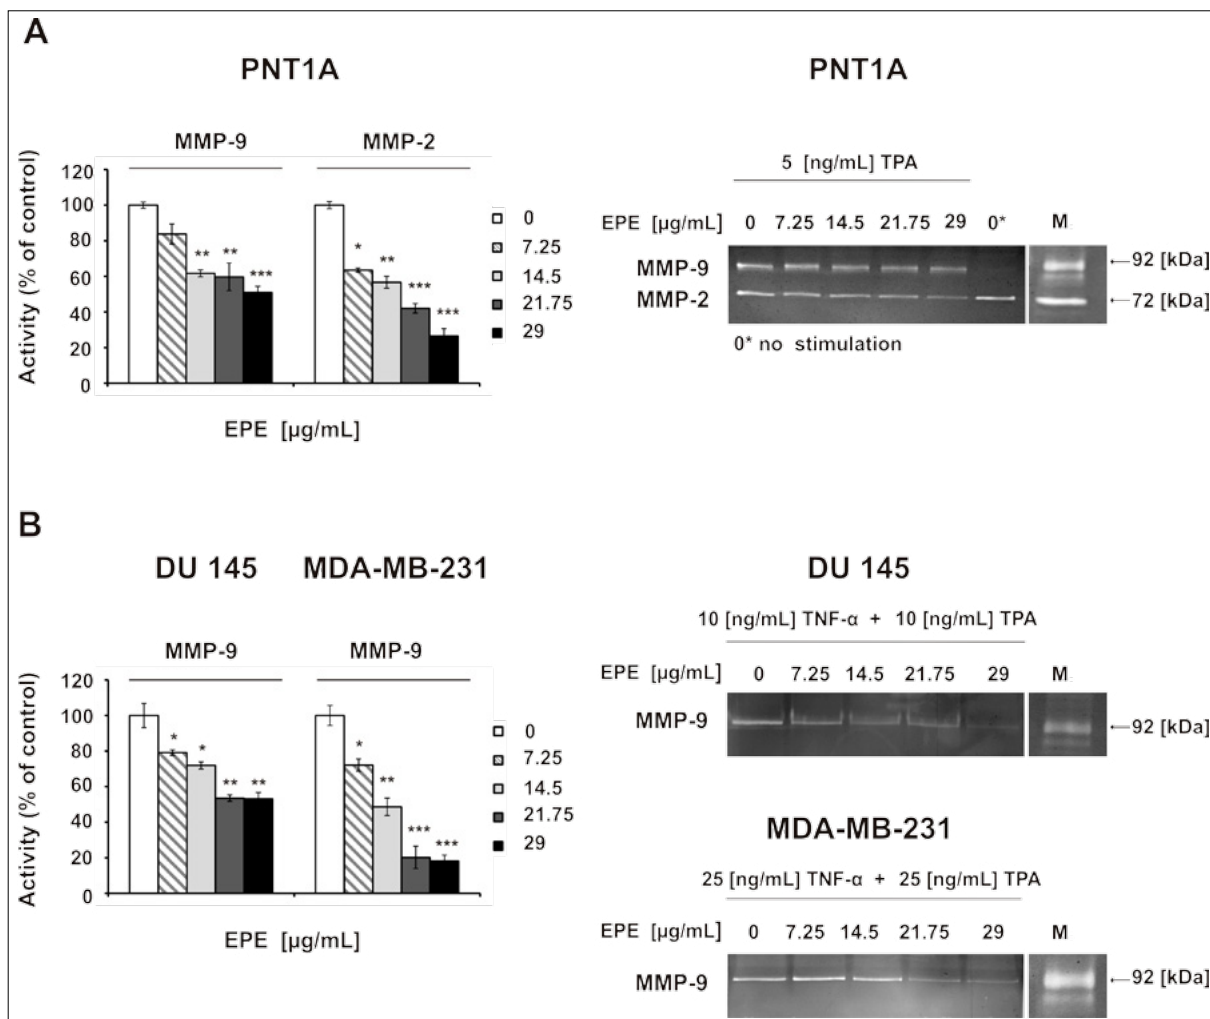 A
PNT1A
MMP-9 MMP-2
Activity (% of control)
120
100
80
60
40
20
0
** ** ***
* ** *** ***
0
7.25
14.5
21.75
29
EPE [µg/mL]
PNT1A
5 [ng/mL] TPA
EPE [µg/mL] 0 7.25 14.5 21.75 29 0* M
MMP-9 ←92 [kDa]
MMP-2 ←72 [kDa]
0* no stimulation
B
DU 145 MDA-MB-231
MMP-9 MMP-9
Activity (% of control)
120
100
80
60
40
20
0
* * ** **
* ** *** ***
0
7.25
14.5
21.75
29
EPE [µg/mL]
DU 145
10 [ng/mL] TNF-α + 10 [ng/mL] TPA
EPE [µg/mL] 0 7.25 14.5 21.75 29 M
MMP-9 ←92 [kDa]
MDA-MB-231
25 [ng/mL] TNF-α + 25 [ng/mL] TPA
EPE [µg/mL] 0 7.25 14.5 21.75 29 M
MMP-9 ←92 [kDa]